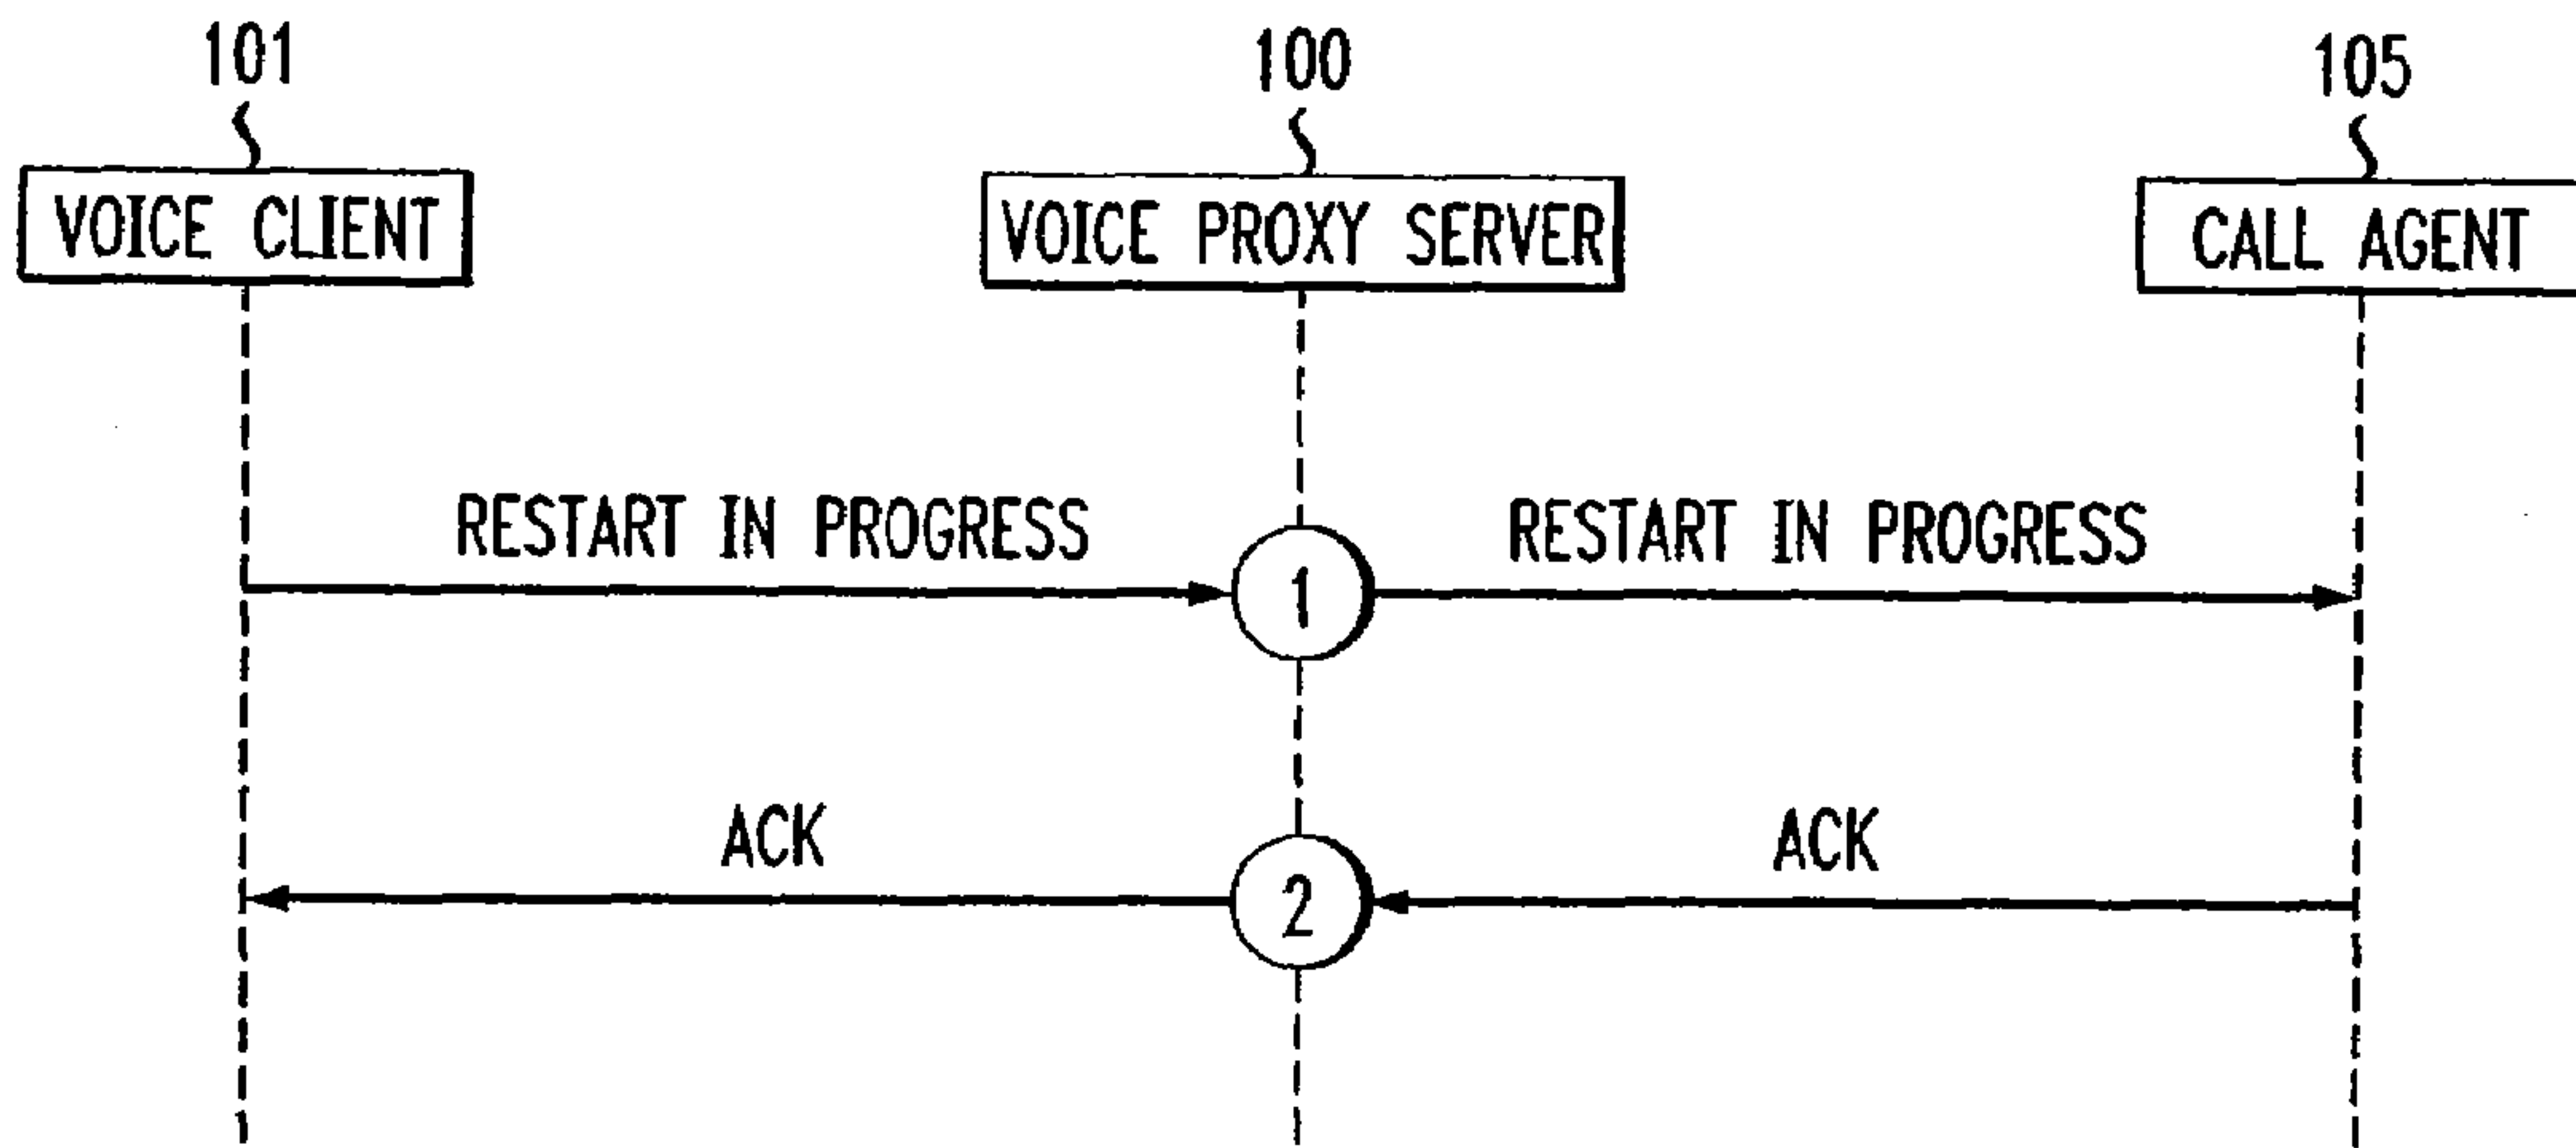 101
100
105
VOICE CLIENT
VOICE PROXY SERVER
CALL AGENT
RESTART IN PROGRESS
RESTART IN PROGRESS
1
ACK
ACK
2